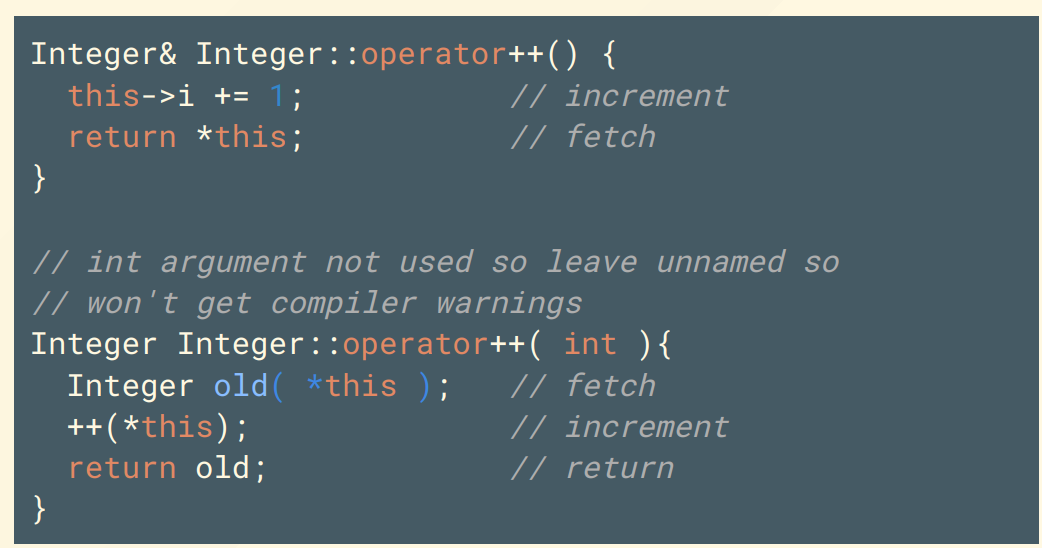 Integer& Integer::operator++() {
  this->i += 1;           // increment
  return *this;           // fetch
}

// int argument not used so leave unnamed so
// won't get compiler warnings
Integer Integer::operator++( int ){
  Integer old( *this );   // fetch
  ++(*this);              // increment
  return old;             // return
}